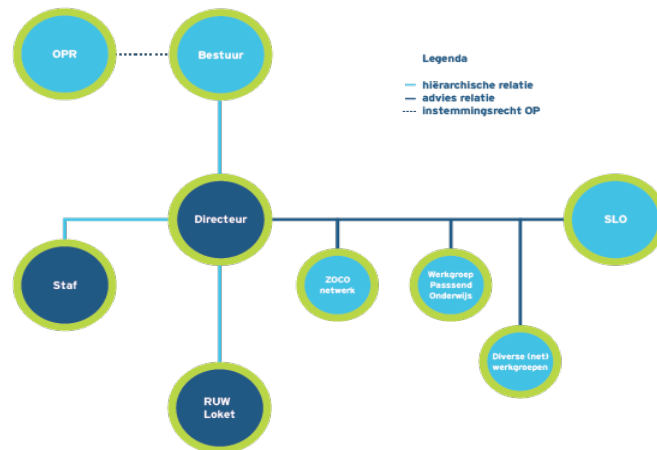 OPR
Bestuur
Legenda
hiërarchische relatie
advies relatie
instemmingsrecht OP
Directeur
SLO
Staf
ZOCO
netwerk
Werkgroep
Passend
Onderwijs
Diverse (net)
werkgroepen
RUW
Loket